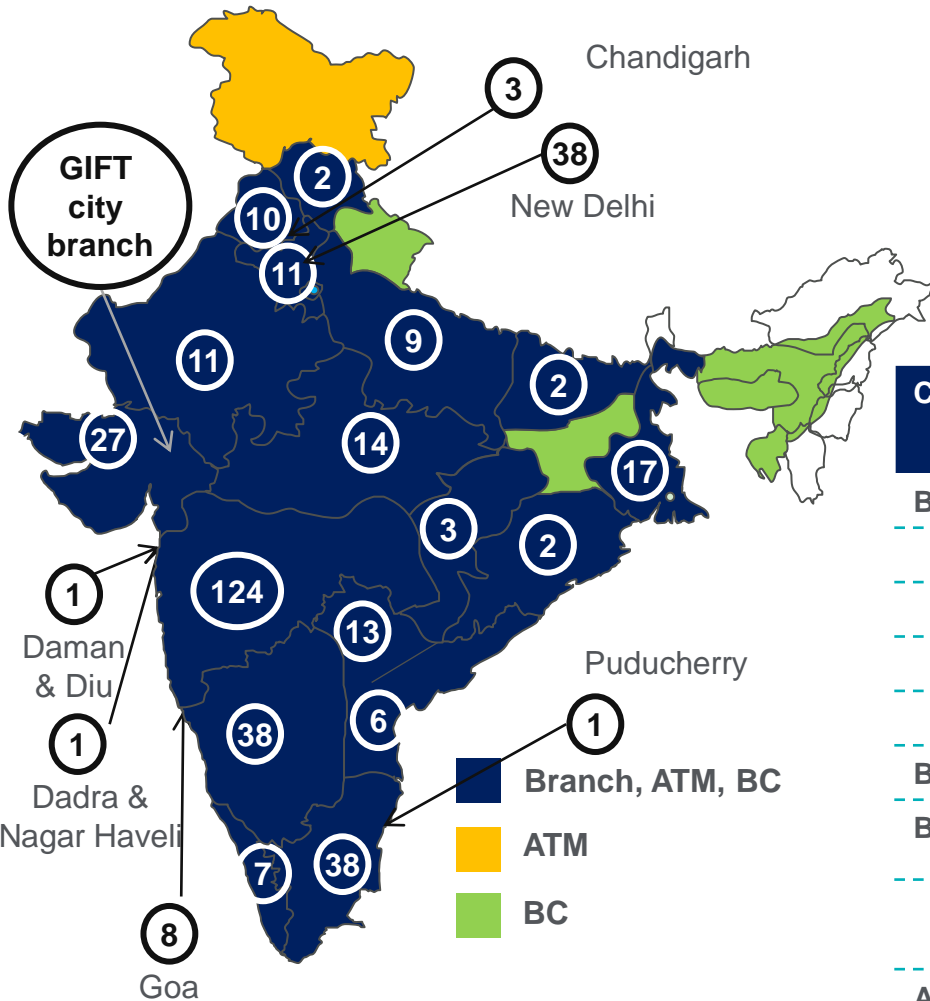 Chandigarh
3
38
New Delhi
GIFT
city
branch
2
10
11
9
11
2
27
14
17
3
2
124
1
Daman
& Diu
13
Puducherry
1
6
38
1
Dadra &
Nagar Haveli
Branch, ATM, BC
ATM
7
38
BC
8
Goa
C
B
B
B
A